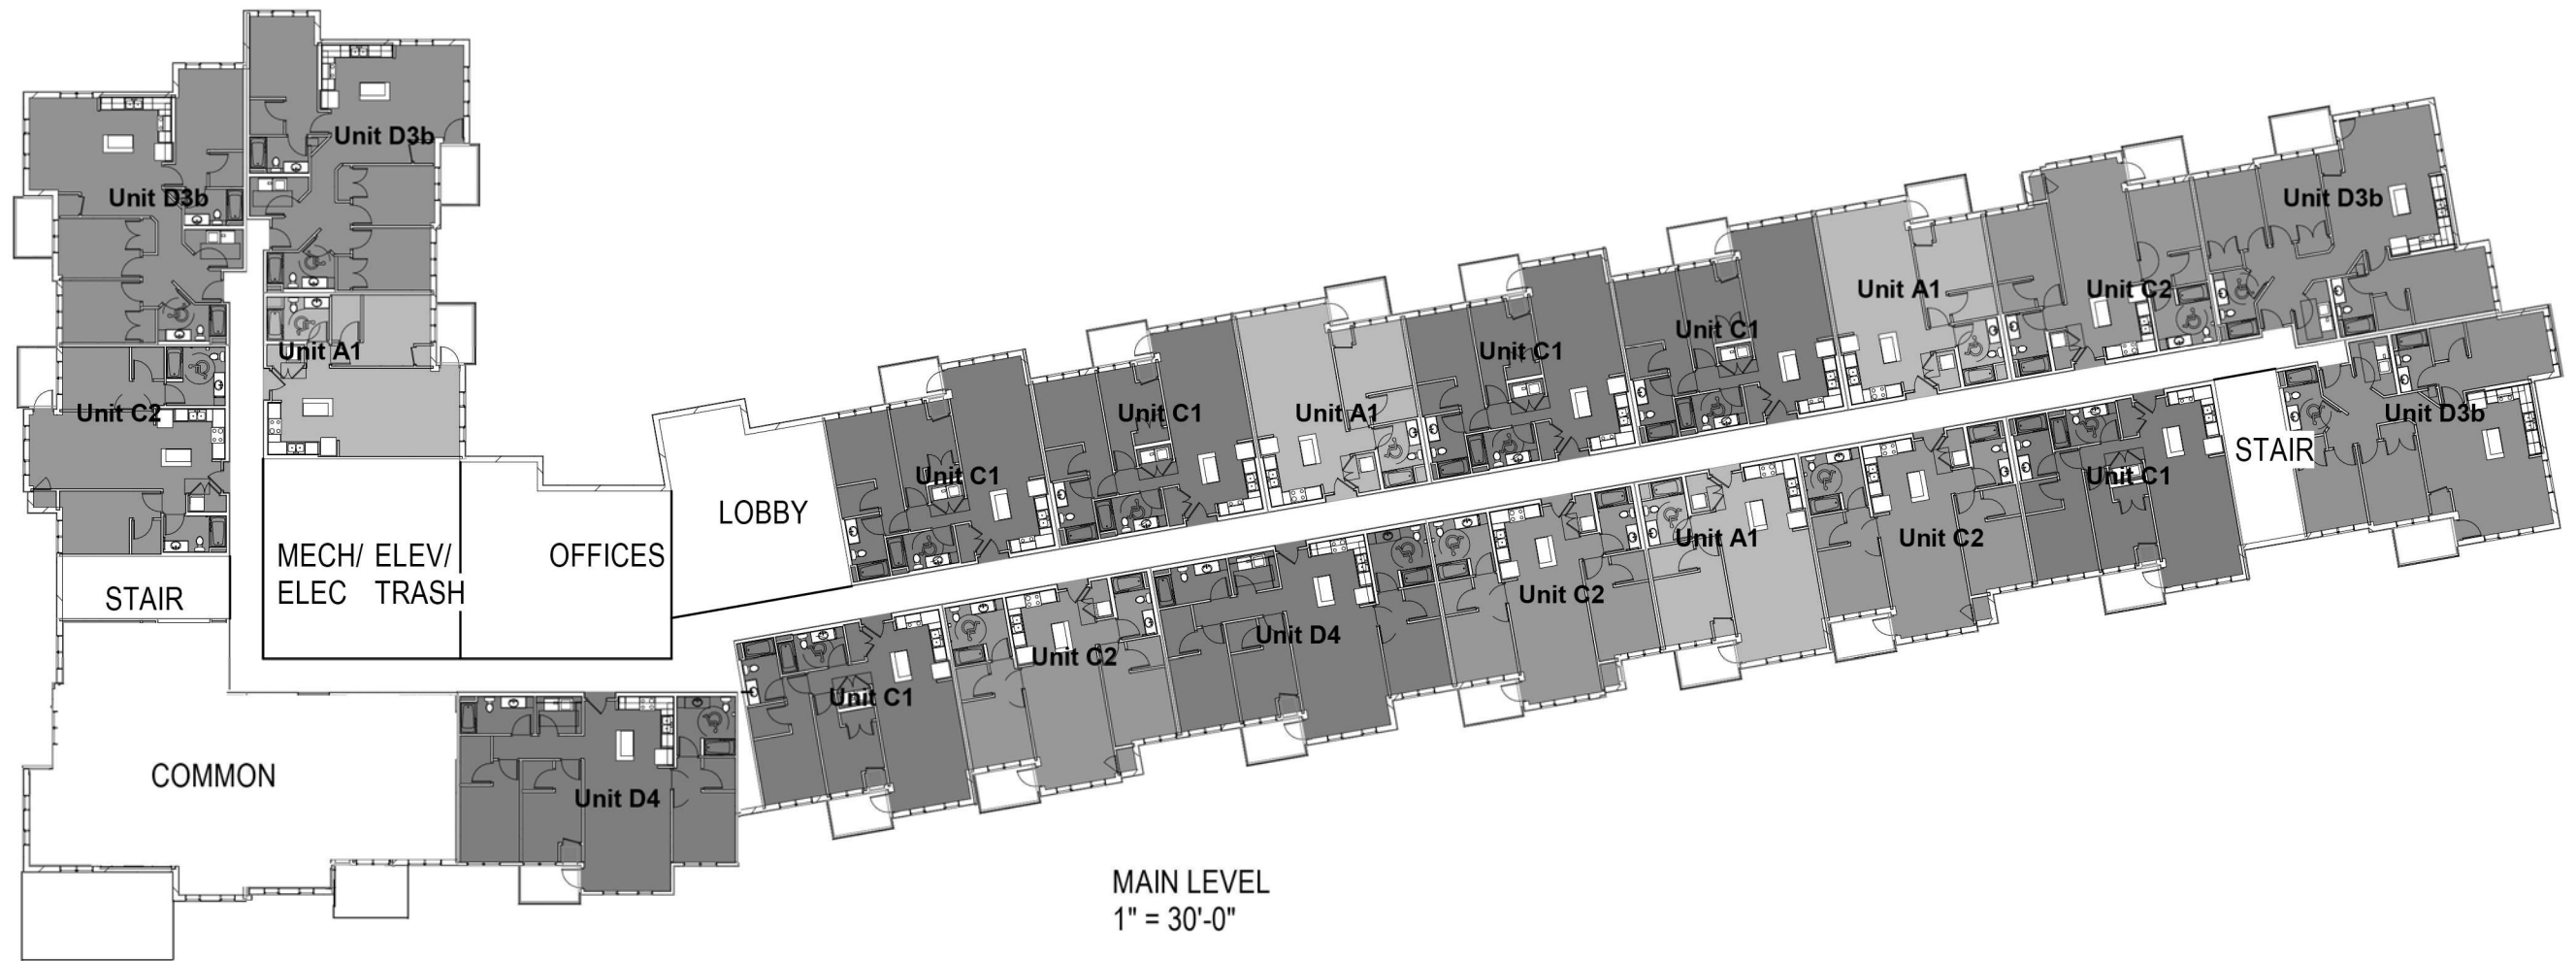 Unit D3b
Unit D3b
Unit D3b
Unit A1
Unit C2
Unit C1
Unit C1
Unit A1
Unit C1
Unit C1
Unit A1
Unit C2
Unit D3b
STAIR
Unit C1
Unit C2
Unit A1
Unit C2
Unit D4
Unit C2
Unit C1
LOBBY
OFFICES
MECH/ ELEV/
ELEC TRASH
STAIR
COMMON
Unit D4
MAIN LEVEL
1" = 30'-0"